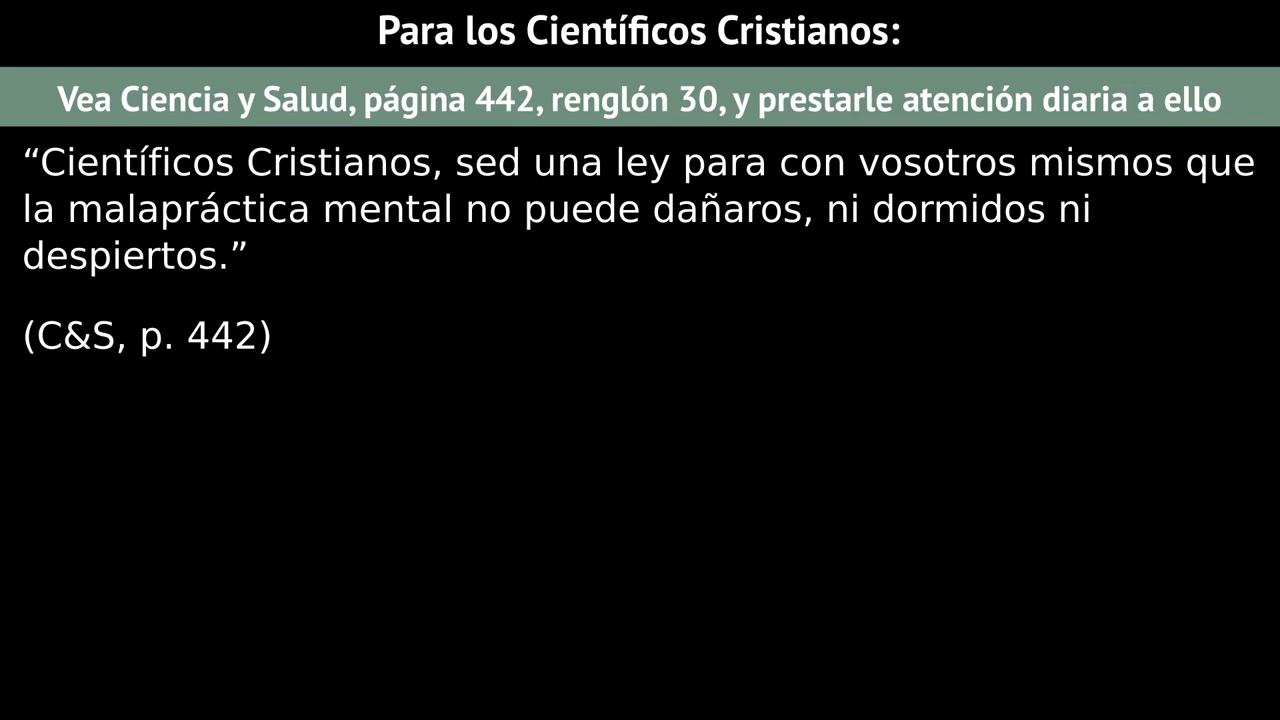 Para los Científicos Cristianos:
Vea Ciencia y Salud, página 442, renglón 30, y prestarle atención diaria a ello
“Científicos Cristianos, sed una ley para con vosotros mismos que
la malapráctica mental no puede dañaros, ni dormidos ni
despiertos.”
(C&S, p. 442)